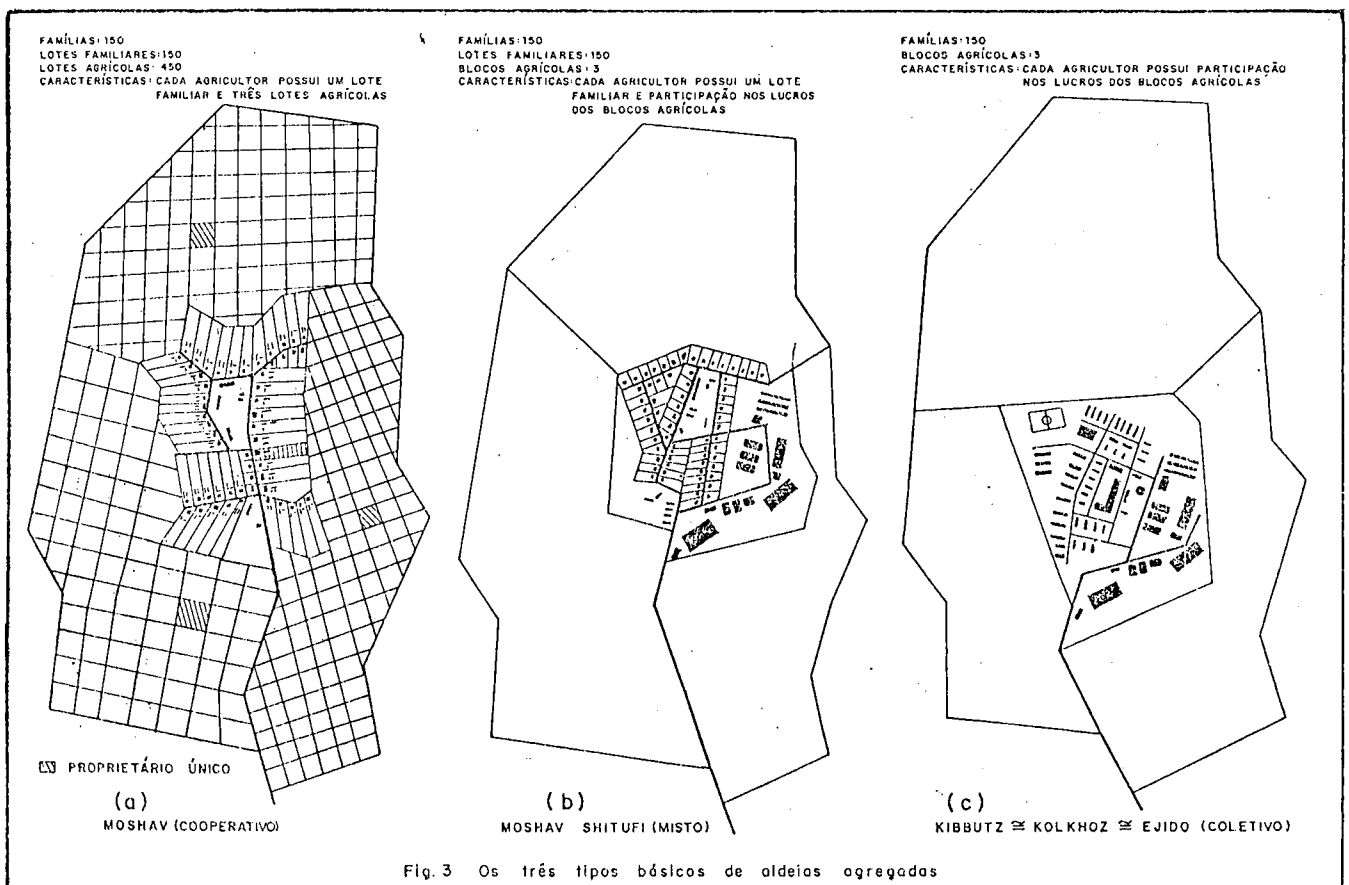 FAMÍLIAS: 150
LOTES FAMILIARES: 150
LOTES AGRÍCOLAS: 450
CARACTERÍSTICAS: CADA AGRICULTOR POSSUI UM LOTE
FAMILIAR E TRÊS LOTES AGRÍCOLAS
FAMÍLIAS: 150
LOTES FAMILIARES: 150
BLOCOS AGRÍCOLAS: 3
CARACTERÍSTICAS: CADA AGRICULTOR POSSUI UM LOTE
FAMILIAR E PARTICIPAÇÃO NOS LUCROS
DOS BLOCOS AGRÍCOLAS
FAMÍLIAS: 150
BLOCOS AGRÍCOLAS: 3
CARACTERÍSTICAS: CADA AGRICULTOR POSSUI PARTICIPAÇÃO
NOS LUCROS DOS BLOCOS AGRÍCOLAS
PROPRIETÁRIO ÚNICO
(a)
MOSHAV (COOPERATIVO)
(b)
MOSHAV SHITUFI (MISTO)
(c)
KIBBUTZ ≅ KOLKHOZ ≅ EJIDO (COLETIVO)
Fig. 3 Os três tipos básicos de aldeias agregadas